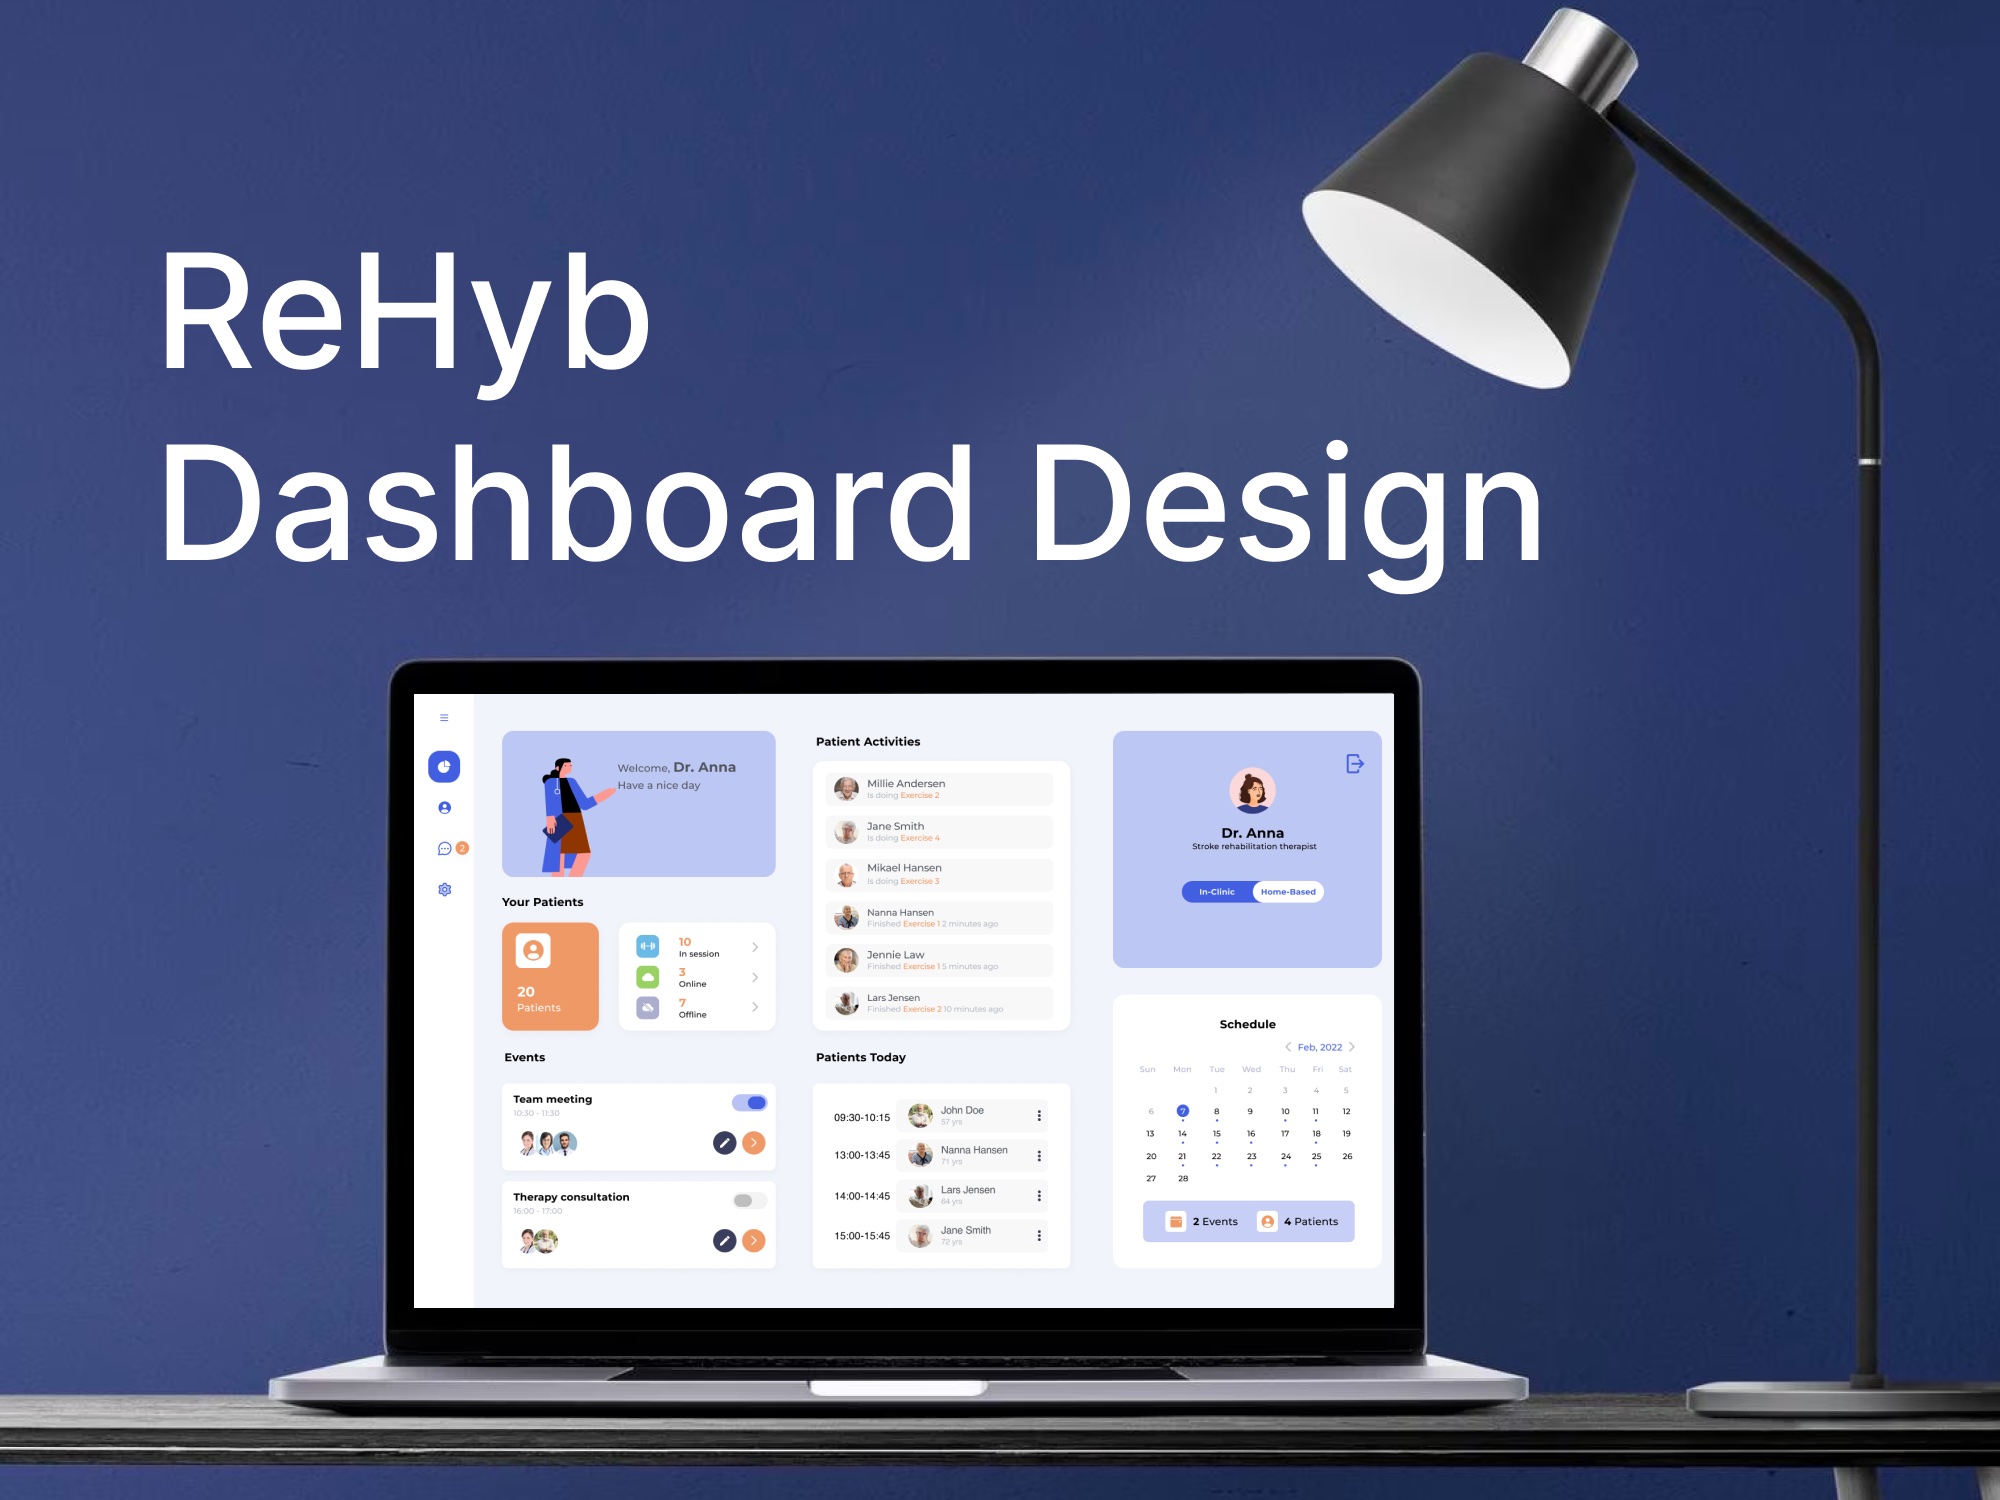 ReHyb
Dashboard Design
Welcome, Dr. Anna
Have a nice day
2
Your Patients
20
Patients
10
In session
3
Online
7
Offline
Events
Team meeting
10:30 - 11:30
Therapy consultation
16:00 - 17:00
Patient Activities
Millie Andersen
Is doing Exercise 2
Jane Smith
Is doing Exercise 4
Mikael Hansen
Is doing Exercise 3
Nanna Hansen
Finished Exercise 1 2 minutes ago
Jennie Law
Finished Exercise 1 5 minutes ago
Lars Jensen
Finished Exercise 2 10 minutes ago
Patients Today
09:30-10:15 John Doe
57 yrs
13:00-13:45 Nanna Hansen
71 yrs
14:00-14:45 Lars Jensen
64 yrs
15:00-15:45 Jane Smith
72 yrs
Dr. Anna
Stroke rehabilitation therapist
In-Clinic Home-Based
Schedule
Feb, 2022
Sun Mon Tue Wed Thu Fri Sat
1 2 3 4 5
6 7 8 9 10 11 12
13 14 15 16 17 18 19
20 21 22 23 24 25 26
27 28
2 Events 4 Patients